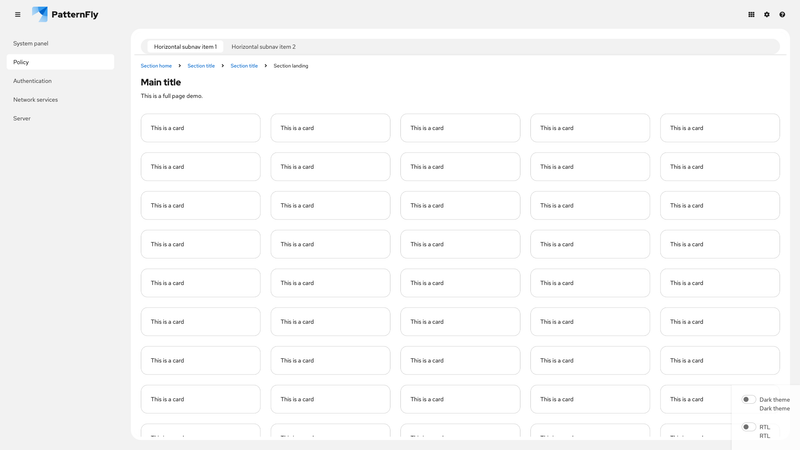 PatternFly
System panel
Policy
Authentication
Network services
Server
Horizontal subnav item 1 Horizontal subnav item 2
Section home Section title Section title Section landing
Main title
This is a full page demo.
This is a card This is a card This is a card This is a card This is a card
This is a card This is a card This is a card This is a card This is a card
This is a card This is a card This is a card This is a card This is a card
This is a card This is a card This is a card This is a card This is a card
This is a card This is a card This is a card This is a card This is a card
This is a card This is a card This is a card This is a card This is a card
This is a card This is a card This is a card This is a card This is a card
This is a card This is a card This is a card This is a card This is a card
Dark theme
Dark theme
RTL
RTL